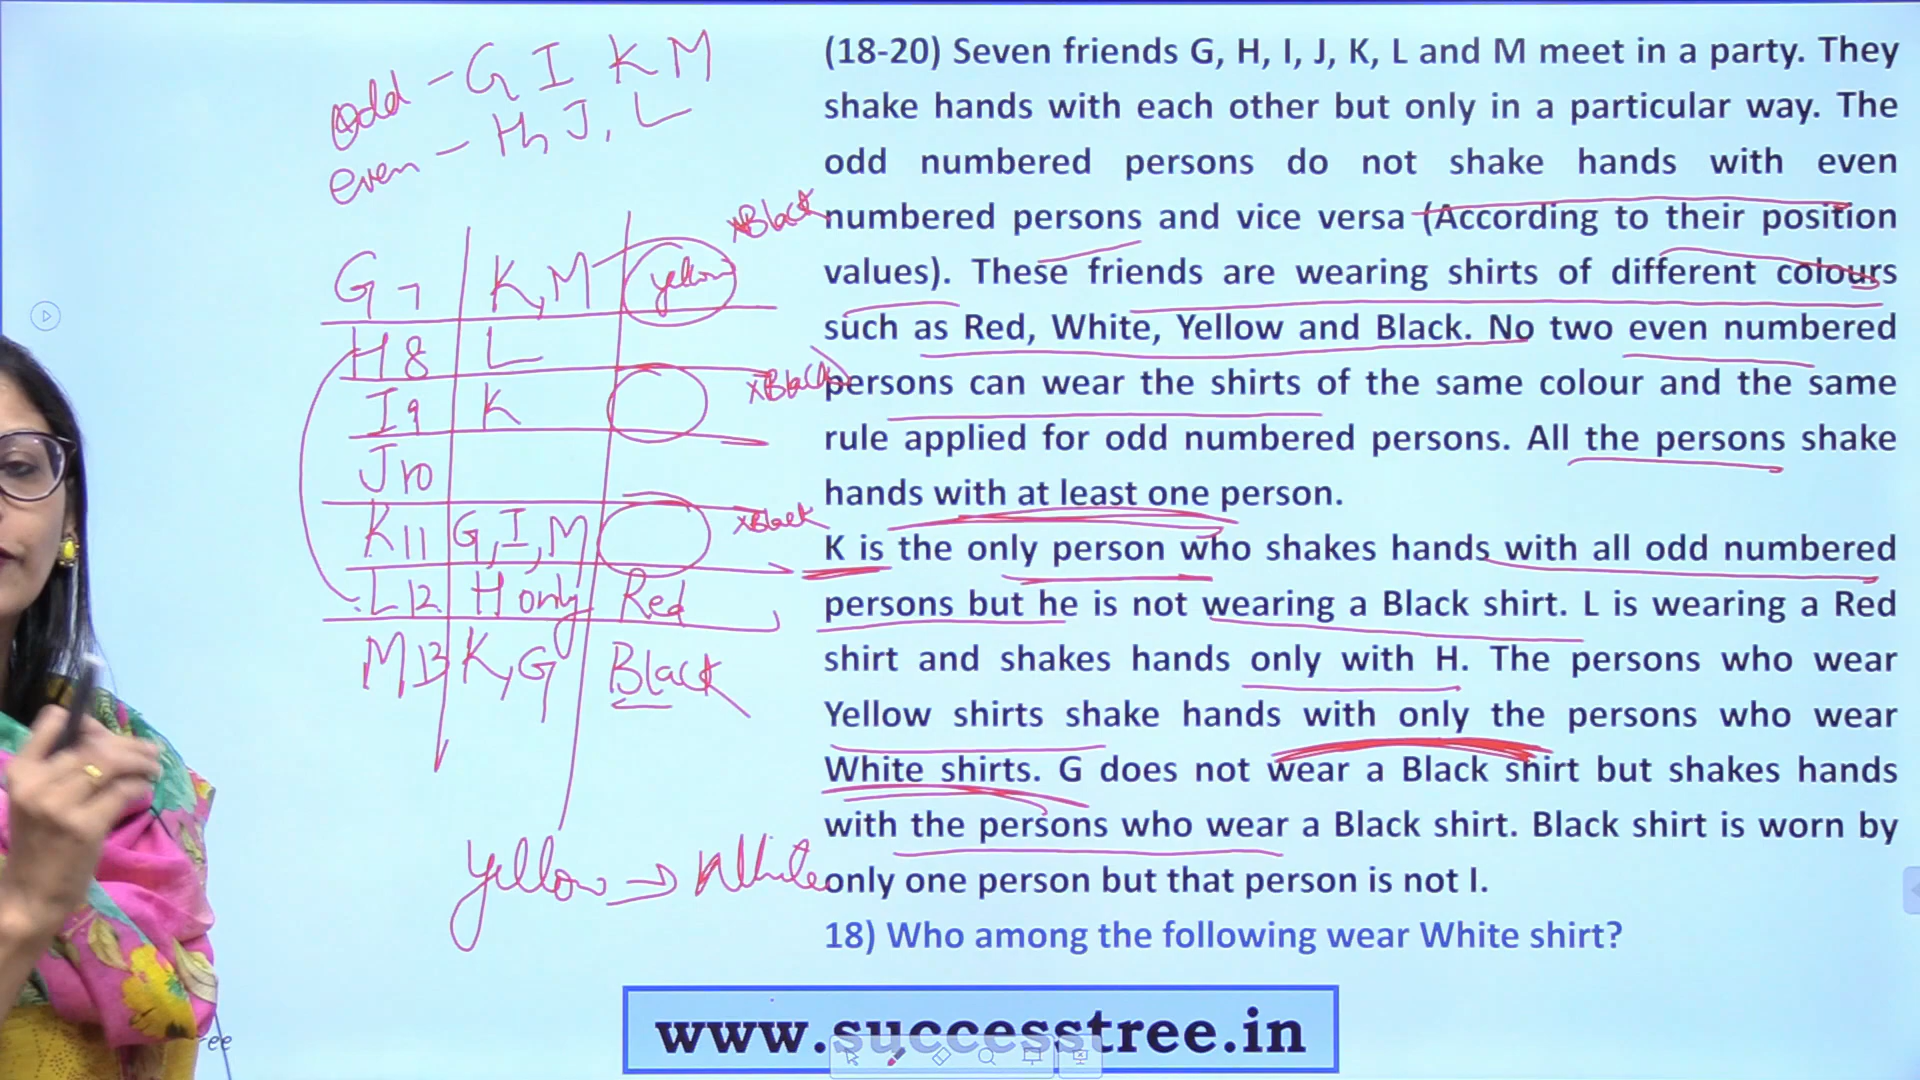 odd - G I K M
even - H, J, L
G 7 K, M yellow xBlack
H 8 L
I 9 K xBlack
J 10
K 11 G, I, M xBlack
L 12 H only Red
M 13 K, G Black
yellow → White
(18-20) Seven friends G, H, I, J, K, L and M meet in a party. They
shake hands with each other but only in a particular way. The
odd numbered persons do not shake hands with even
numbered persons and vice versa (According to their position
values). These friends are wearing shirts of different colours
such as Red, White, Yellow and Black. No two even numbered
persons can wear the shirts of the same colour and the same
rule applied for odd numbered persons. All the persons shake
hands with at least one person.
K is the only person who shakes hands with all odd numbered
persons but he is not wearing a Black shirt. L is wearing a Red
shirt and shakes hands only with H. The persons who wear
Yellow shirts shake hands with only the persons who wear
White shirts. G does not wear a Black shirt but shakes hands
with the persons who wear a Black shirt. Black shirt is worn by
only one person but that person is not I.
18) Who among the following wear White shirt?
www.successtree.in
ee